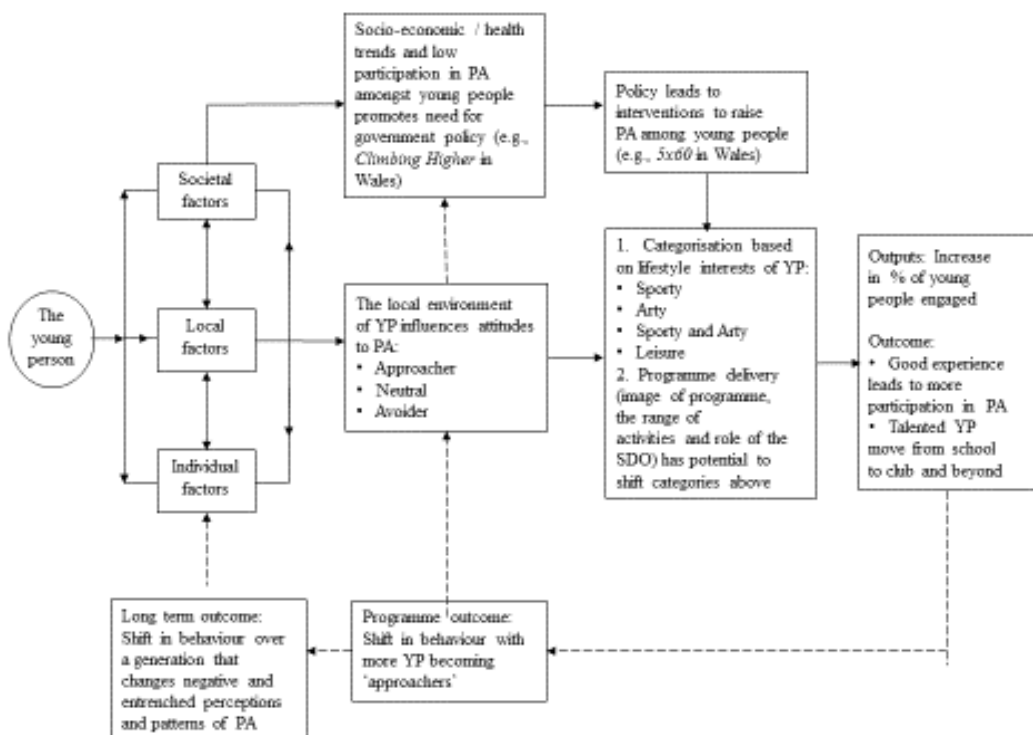 Socio-economic / health
trends and low
participation in PA
amongst young people
promotes need for
government policy (e.g.,
Climbing Higher in
Wales)
Policy leads to
interventions to raise
PA among young people
(e.g., 5x60 in Wales)
Societal
factors
The
young
person
Local
factors
Individual
factors
The local environment
of YP influences attitudes
to PA:
• Approacher
• Neutral
• Avoider
1. Categorisation based
on lifestyle interests of YP:
• Sporty
• Arty
• Sporty and Arty
• Leisure
2. Programme delivery
(image of programme,
the range of
activities and role of the
SDO) has potential to
shift categories above
Outputs: Increase
in % of young
people engaged
Outcome:
• Good experience
leads to more
participation in PA
• Talented YP
move from school
to club and beyond
Long term outcome:
Shift in behaviour over
a generation that
changes negative and
entrenched perceptions
and patterns of PA
Programme outcome:
Shift in behaviour with
more YP becoming
‘approachers’